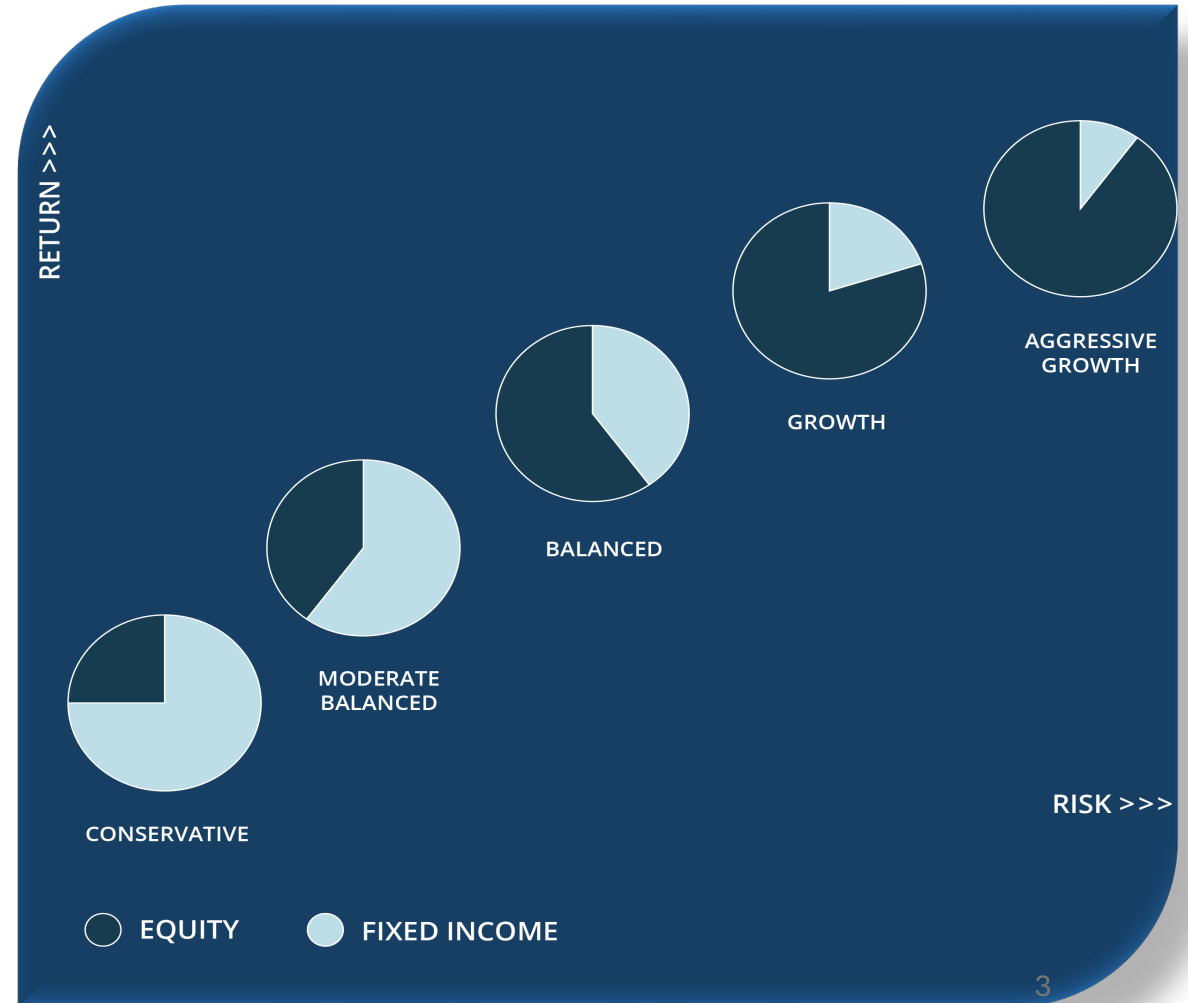 RETURN >>>
AGGRESSIVE
GROWTH
GROWTH
BALANCED
MODERATE
BALANCED
RISK >>>
CONSERVATIVE
EQUITY
FIXED INCOME
3